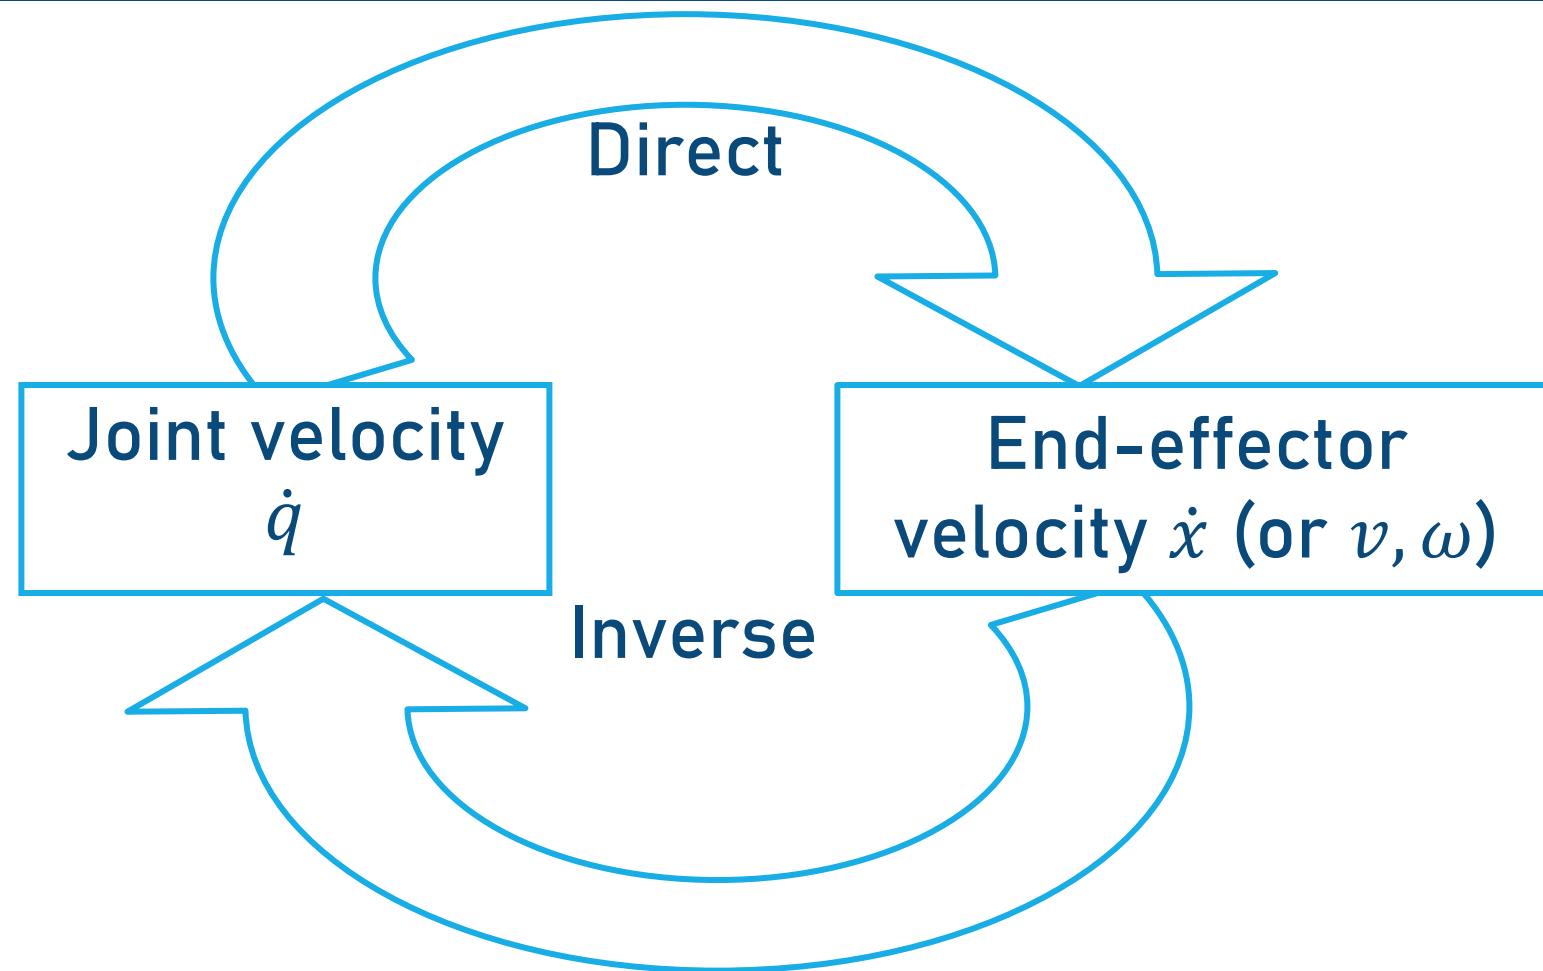 Direct
Joint velocity
q̇
End-effector
velocity ẋ (or v, ω)
Inverse